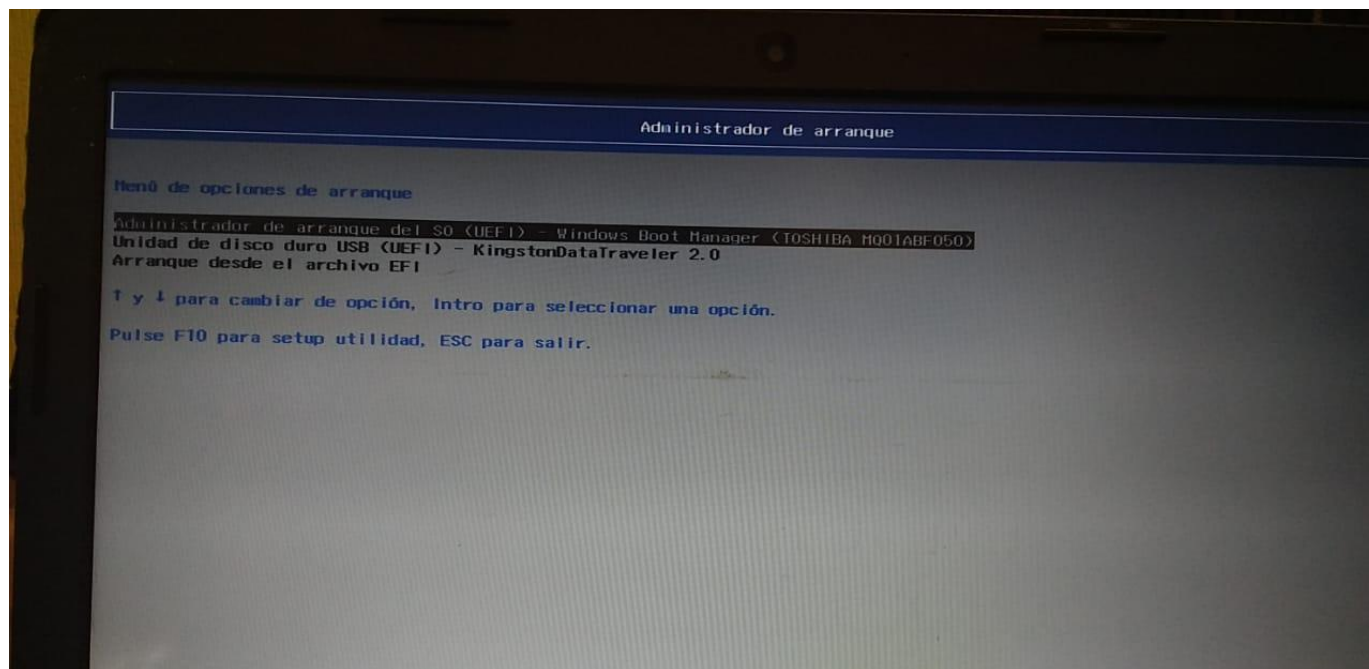 Administrador de arranque
Menú de opciones de arranque
Administrador de arranque del SO (UEFI) - Windows Boot Manager (TOSHIBA MQ01ABF050)
Unidad de disco duro USB (UEFI) - KingstonDataTraveler 2.0
Arranque desde el archivo EFI
↑ y ↓ para cambiar de opción, Intro para seleccionar una opción.
Pulse F10 para setup utilidad, ESC para salir.